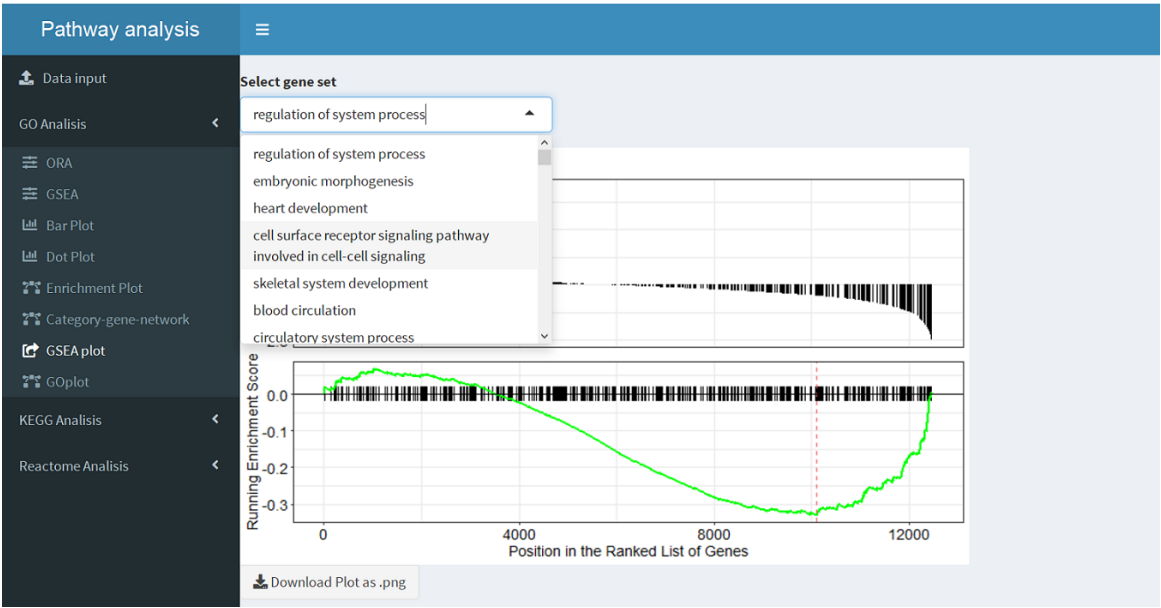 Pathway analysis
Data input
GO Analisis
ORA
GSEA
Bar Plot
Dot Plot
Enrichment Plot
Category-gene-network
GSEA plot
GOplot
KEGG Analisis
Reactome Analisis
Select gene set
regulation of system process
regulation of system process
embryonic morphogenesis
heart development
cell surface receptor signaling pathway
involved in cell-cell signaling
skeletal system development
blood circulation
circulatory system process
Running Enrichment Score
0.0
-0.1
-0.2
-0.3
0
4000
8000
12000
Position in the Ranked List of Genes
Download Plot as .png